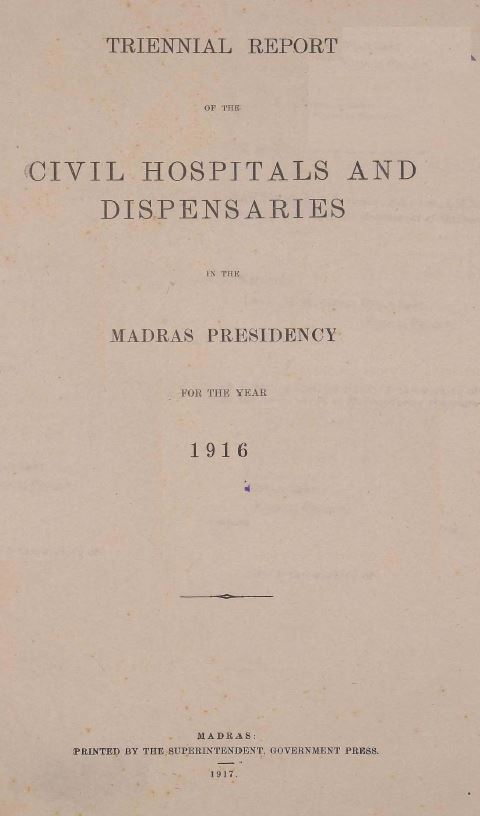 TRIENNIAL REPORT
OF THE
CIVIL HOSPITALS AND
DISPENSARIES
IN THE
MADRAS PRESIDENCY
FOR THE YEAR
1916
MADRAS:
PRINTED BY THE SUPERINTENDENT, GOVERNMENT PRESS.
1917.